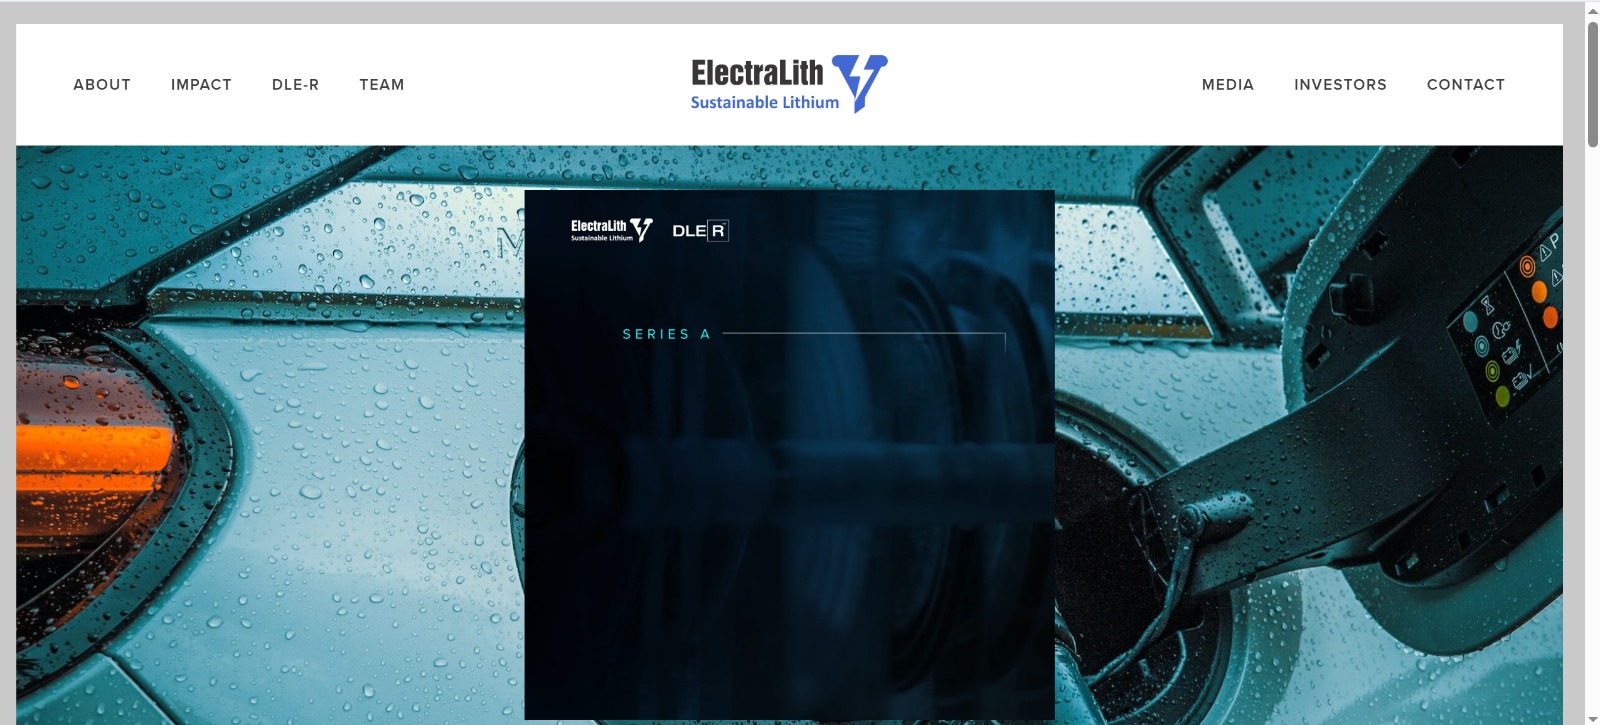 ABOUT IMPACT DLE-R TEAM
ElectraLith
Sustainable Lithium
MEDIA INVESTORS CONTACT
ElectraLith
Sustainable Lithium
DLE R
SERIES A
P